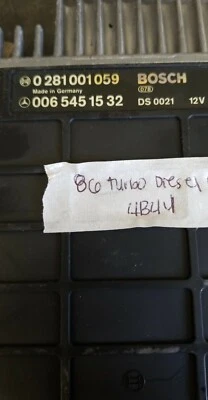 0 281 001 059 BOSCH
Made in Germany 078
006 545 15 32 DS 0021 12V
86 turbo Diesel
4B44